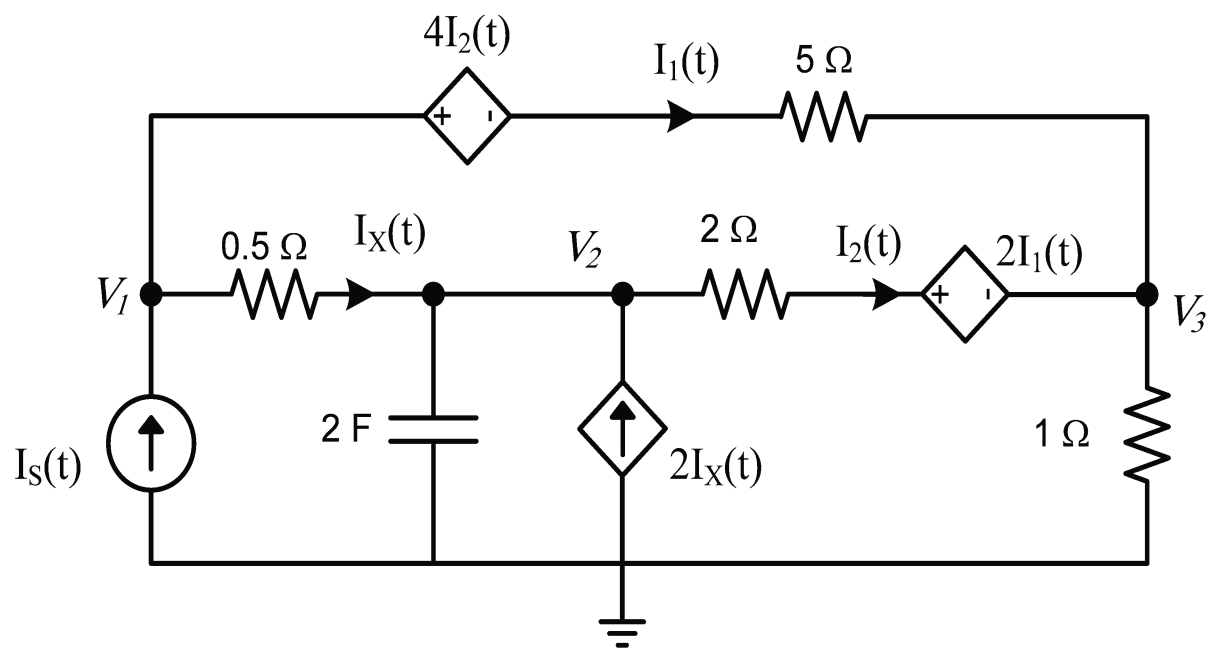 4I₂(t)
I₁(t)
5 Ω
+ -
0.5 Ω
Iₓ(t)
V₂
2 Ω
I₂(t)
2I₁(t)
V₁
+ -
V₃
2 F
1 Ω
Iₛ(t)
2Iₓ(t)